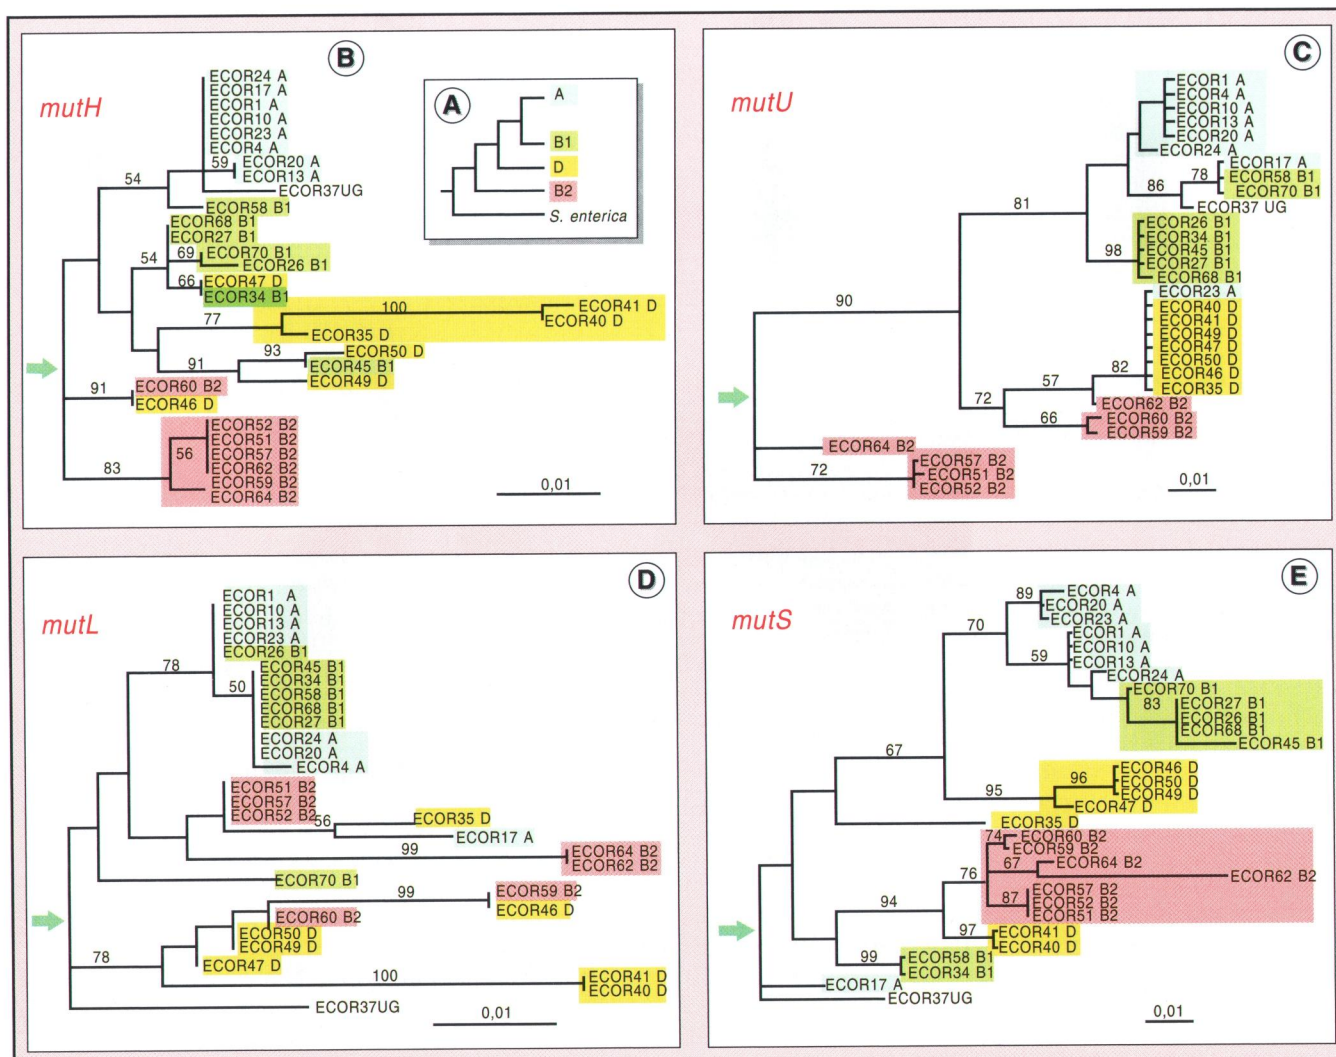 B
mutH
ECOR24 A
ECOR17 A
ECOR1 A
ECOR10 A
ECOR23 A
ECOR4 A
59
ECOR20 A
ECOR13 A
54
ECOR37UG
ECOR58 B1
ECOR68 B1
ECOR27 B1
54
69
ECOR70 B1
ECOR26 B1
66
ECOR47 D
ECOR34 B1
100
ECOR41 D
ECOR40 D
77
ECOR35 D
93
ECOR50 D
91
ECOR45 B1
ECOR49 D
91
ECOR60 B2
ECOR46 D
ECOR52 B2
ECOR51 B2
56
ECOR57 B2
ECOR62 B2
83
ECOR59 B2
ECOR64 B2
0,01
A
A
B1
D
B2
S. enterica
C
mutU
ECOR1 A
ECOR4 A
ECOR10 A
ECOR13 A
ECOR20 A
ECOR24 A
ECOR17 A
78
ECOR58 B1
86
ECOR70 B1
ECOR37 UG
81
ECOR26 B1
ECOR34 B1
ECOR45 B1
98
ECOR27 B1
ECOR68 B1
ECOR23 A
90
ECOR40 D
ECOR41 D
ECOR49 D
ECOR47 D
ECOR50 D
82
ECOR46 D
57
ECOR35 D
72
ECOR62 B2
66
ECOR60 B2
ECOR59 B2
ECOR64 B2
72
ECOR57 B2
ECOR51 B2
ECOR52 B2
0,01
D
mutL
ECOR1 A
ECOR10 A
ECOR13 A
ECOR23 A
ECOR26 B1
78
ECOR45 B1
50
ECOR34 B1
ECOR58 B1
ECOR68 B1
ECOR27 B1
ECOR24 A
ECOR20 A
ECOR4 A
ECOR51 B2
ECOR57 B2
ECOR52 B2
56
ECOR35 D
ECOR17 A
99
ECOR64 B2
ECOR62 B2
ECOR70 B1
99
ECOR59 B2
ECOR46 D
ECOR60 B2
ECOR50 D
ECOR49 D
78
ECOR47 D
100
ECOR41 D
ECOR40 D
ECOR37UG
0,01
E
mutS
89
ECOR4 A
ECOR20 A
ECOR23 A
70
ECOR1 A
59
ECOR10 A
ECOR13 A
ECOR24 A
ECOR70 B1
83
ECOR27 B1
ECOR26 B1
ECOR68 B1
ECOR45 B1
67
ECOR46 D
96
ECOR50 D
95
ECOR49 D
ECOR47 D
ECOR35 D
74
ECOR60 B2
ECOR59 B2
67
ECOR64 B2
76
ECOR62 B2
87
ECOR57 B2
ECOR52 B2
ECOR51 B2
94
97
ECOR41 D
ECOR40 D
99
ECOR58 B1
ECOR34 B1
ECOR17 A
ECOR37UG
0,01